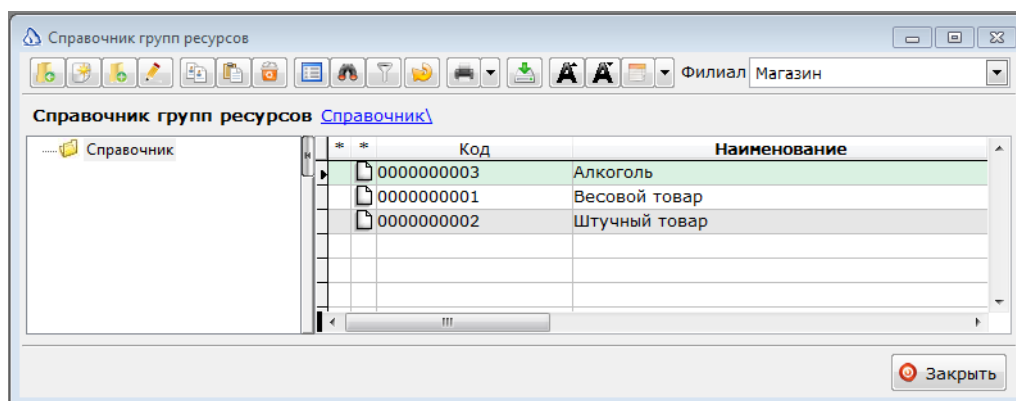 Справочник групп ресурсов
Филиал Магазин
Справочник групп ресурсов Справочник\
Справочник
* * Код Наименование
0000000003 Алкоголь
0000000001 Весовой товар
0000000002 Штучный товар
Закрыть